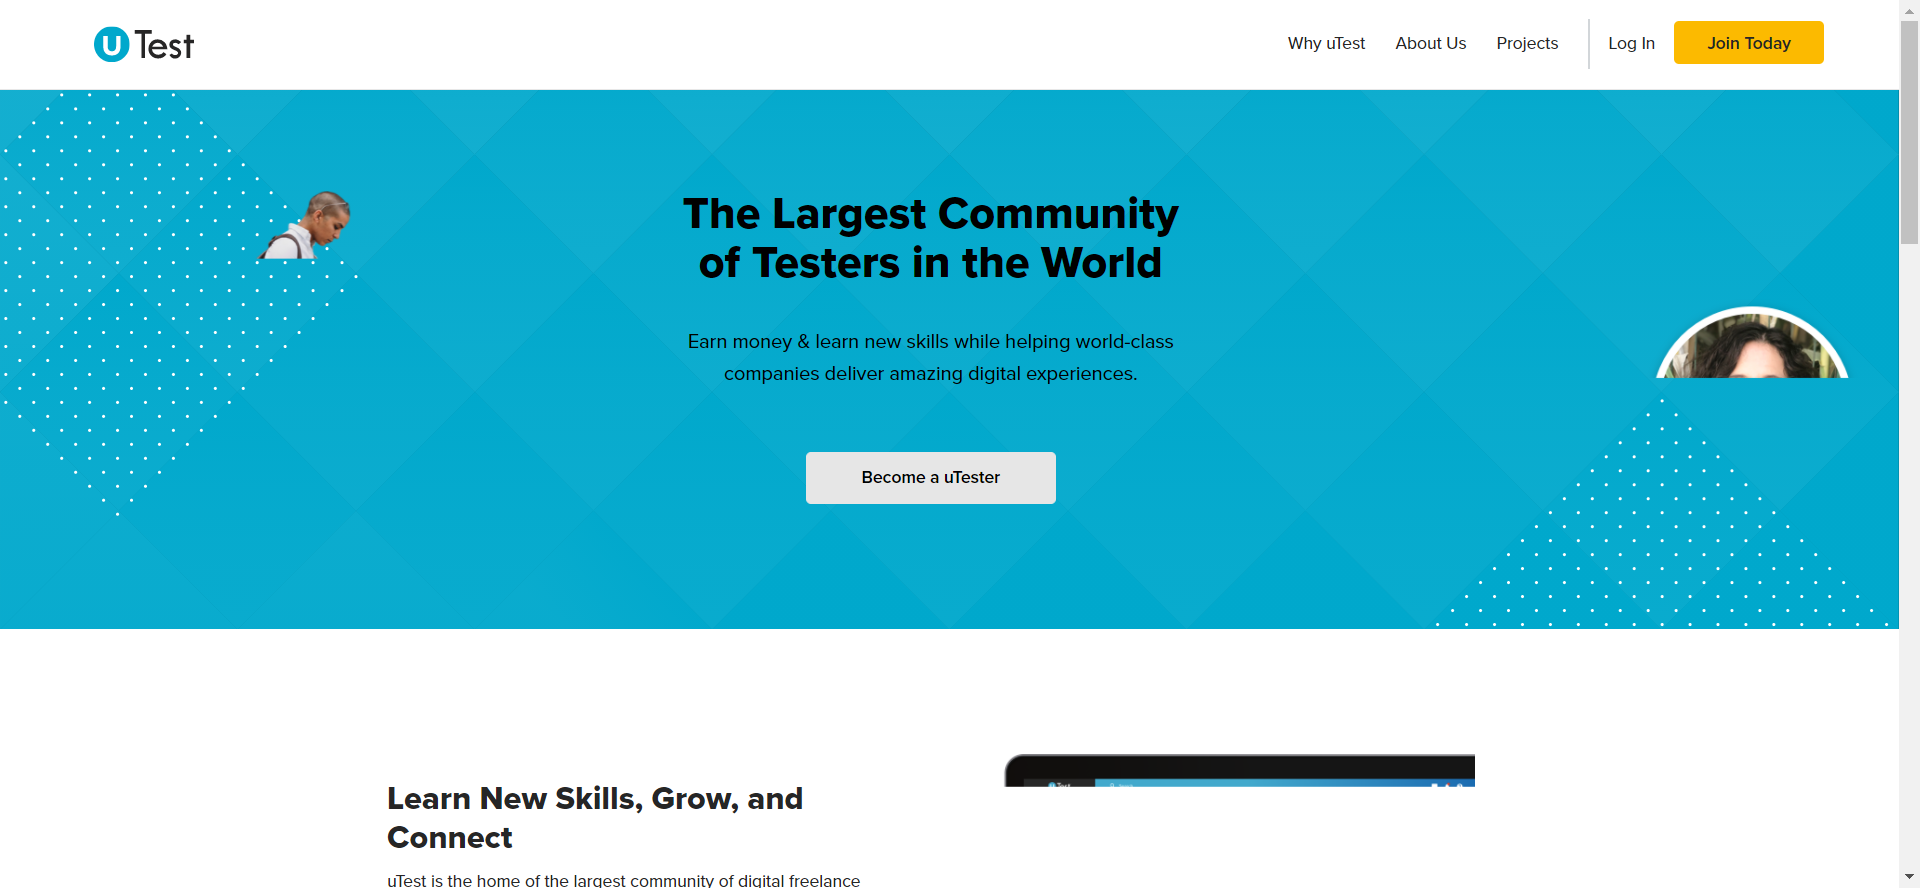 uTest
Why uTest
About Us
Projects
Log In
Join Today
The Largest Community
of Testers in the World
Earn money & learn new skills while helping world-class
companies deliver amazing digital experiences.
Become a uTester
Learn New Skills, Grow, and
Connect
uTest is the home of the largest community of digital freelance